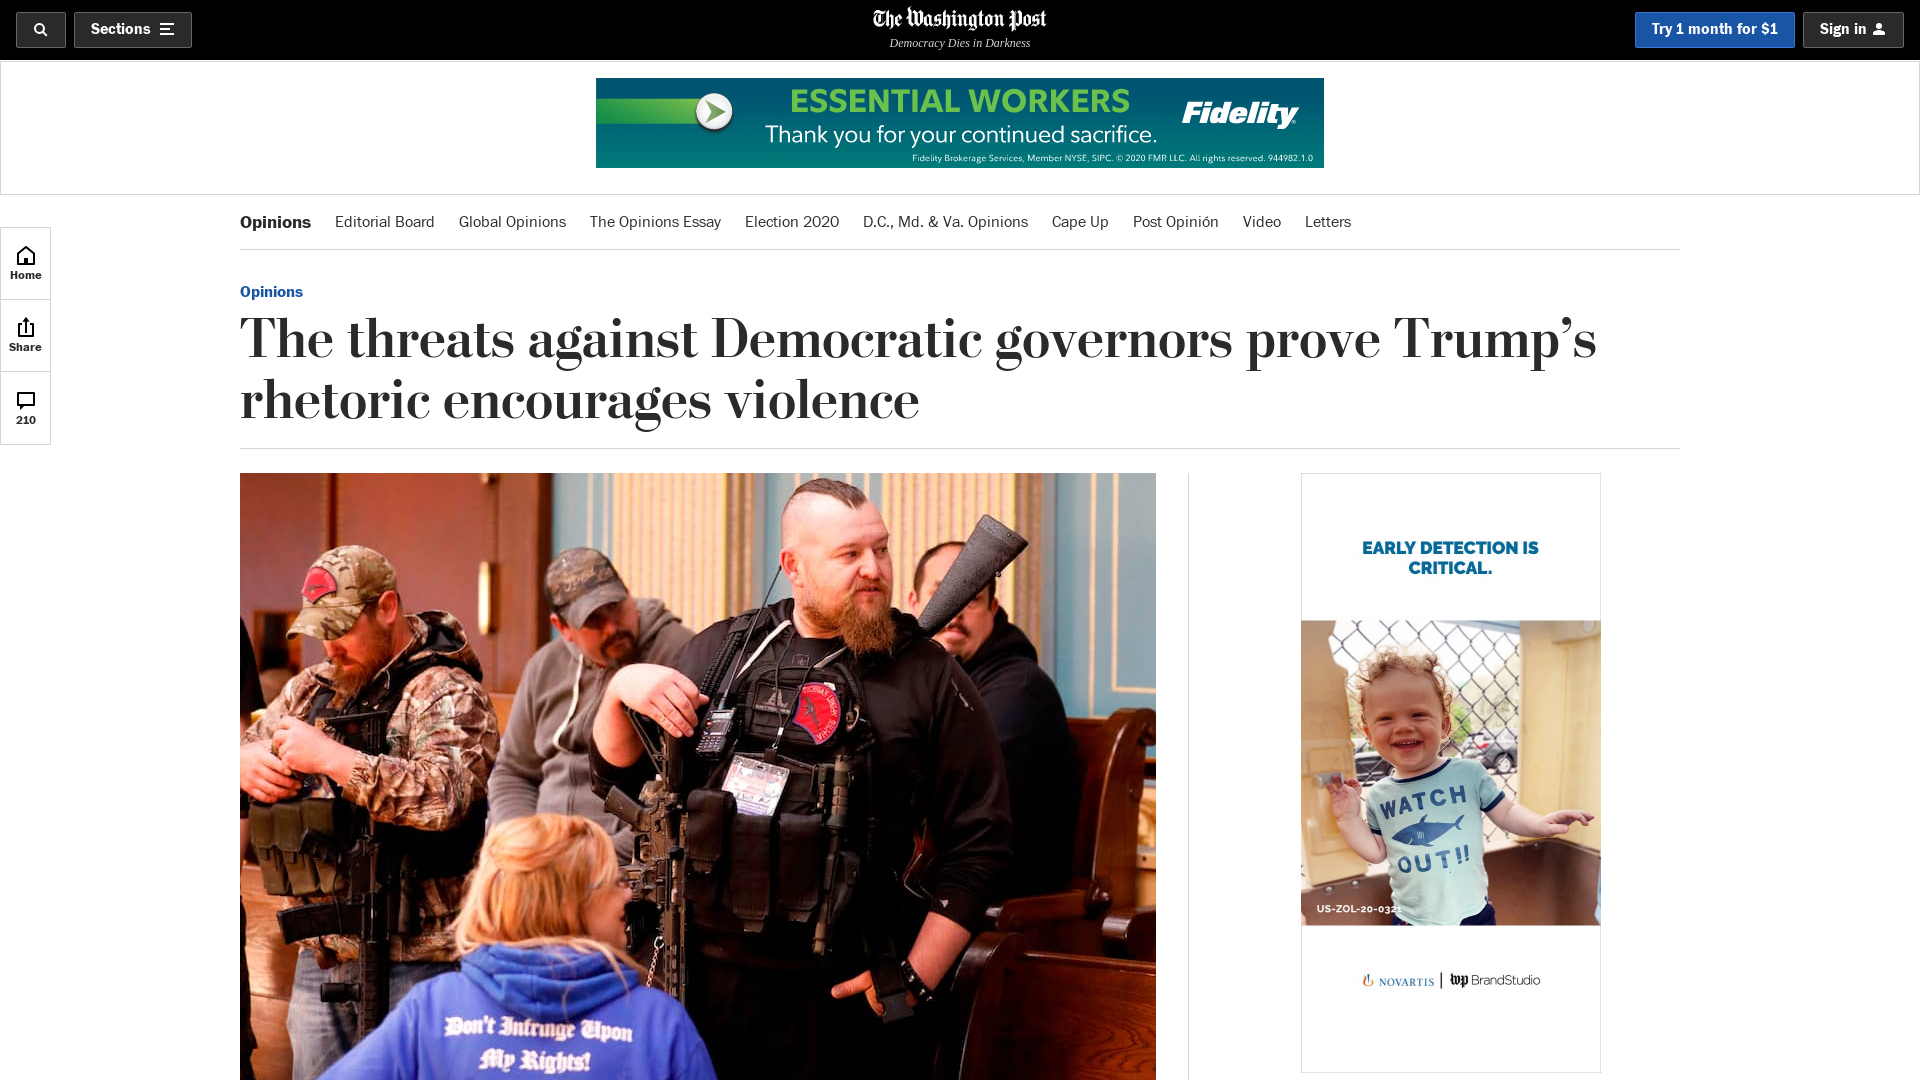 Sections
The Washington Post
Democracy Dies in Darkness
Try 1 month for $1
Sign in
ESSENTIAL WORKERS
Thank you for your continued sacrifice.
Fidelity
Fidelity Brokerage Services, Member NYSE, SIPC. © 2020 FMR LLC. All rights reserved. 944982.1.0
Opinions
Editorial Board
Global Opinions
The Opinions Essay
Election 2020
D.C., Md. & Va. Opinions
Cape Up
Post Opinión
Video
Letters
Home
Share
210
Opinions
The threats against Democratic governors prove Trump’s
rhetoric encourages violence
Don't Infringe Upon
My Rights!
EARLY DETECTION IS
CRITICAL.
WATCH
OUT!!
US-ZOL-20-0321
NOVARTIS | wp BrandStudio